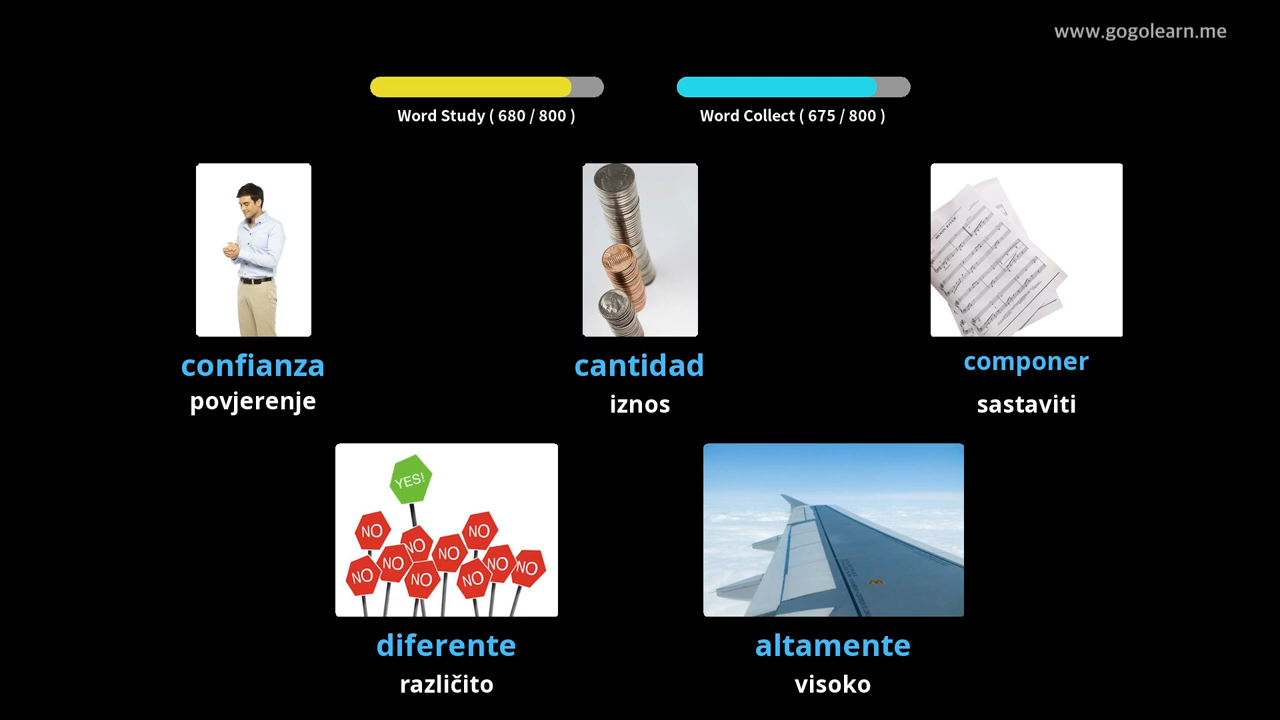 www.gogolearn.me
Word Study ( 680 / 800 )
Word Collect ( 675 / 800 )
confianza
povjerenje
cantidad
iznos
componer
sastaviti
YES!
NO
NO
NO
NO
NO
NO
NO
NO
NO
NO
diferente
različito
altamente
visoko